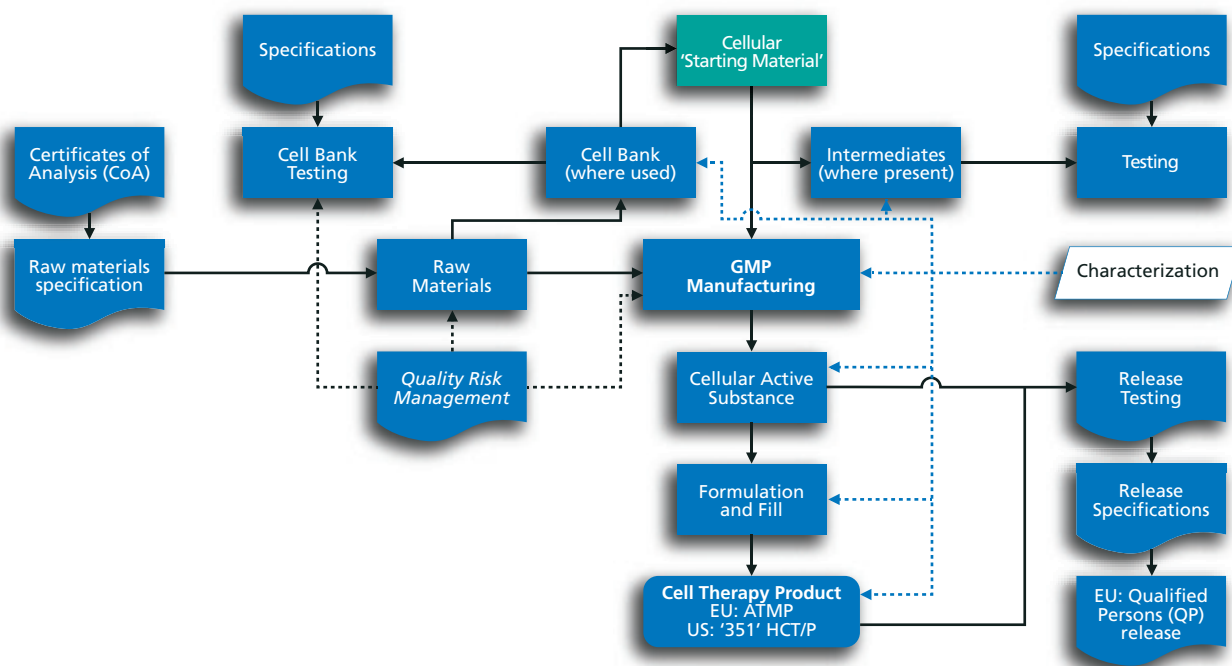 Specifications
Cellular
‘Starting Material’
Specifications
Certificates of
Analysis (CoA)
Cell Bank
Testing
Cell Bank
(where used)
Intermediates
(where present)
Testing
Raw materials
specification
Raw
Materials
GMP
Manufacturing
Characterization
Quality Risk
Management
Cellular Active
Substance
Release
Testing
Formulation
and Fill
Release
Specifications
Cell Therapy Product
EU: ATMP
US: ‘351’ HCT/P
EU: Qualified
Persons (QP)
release